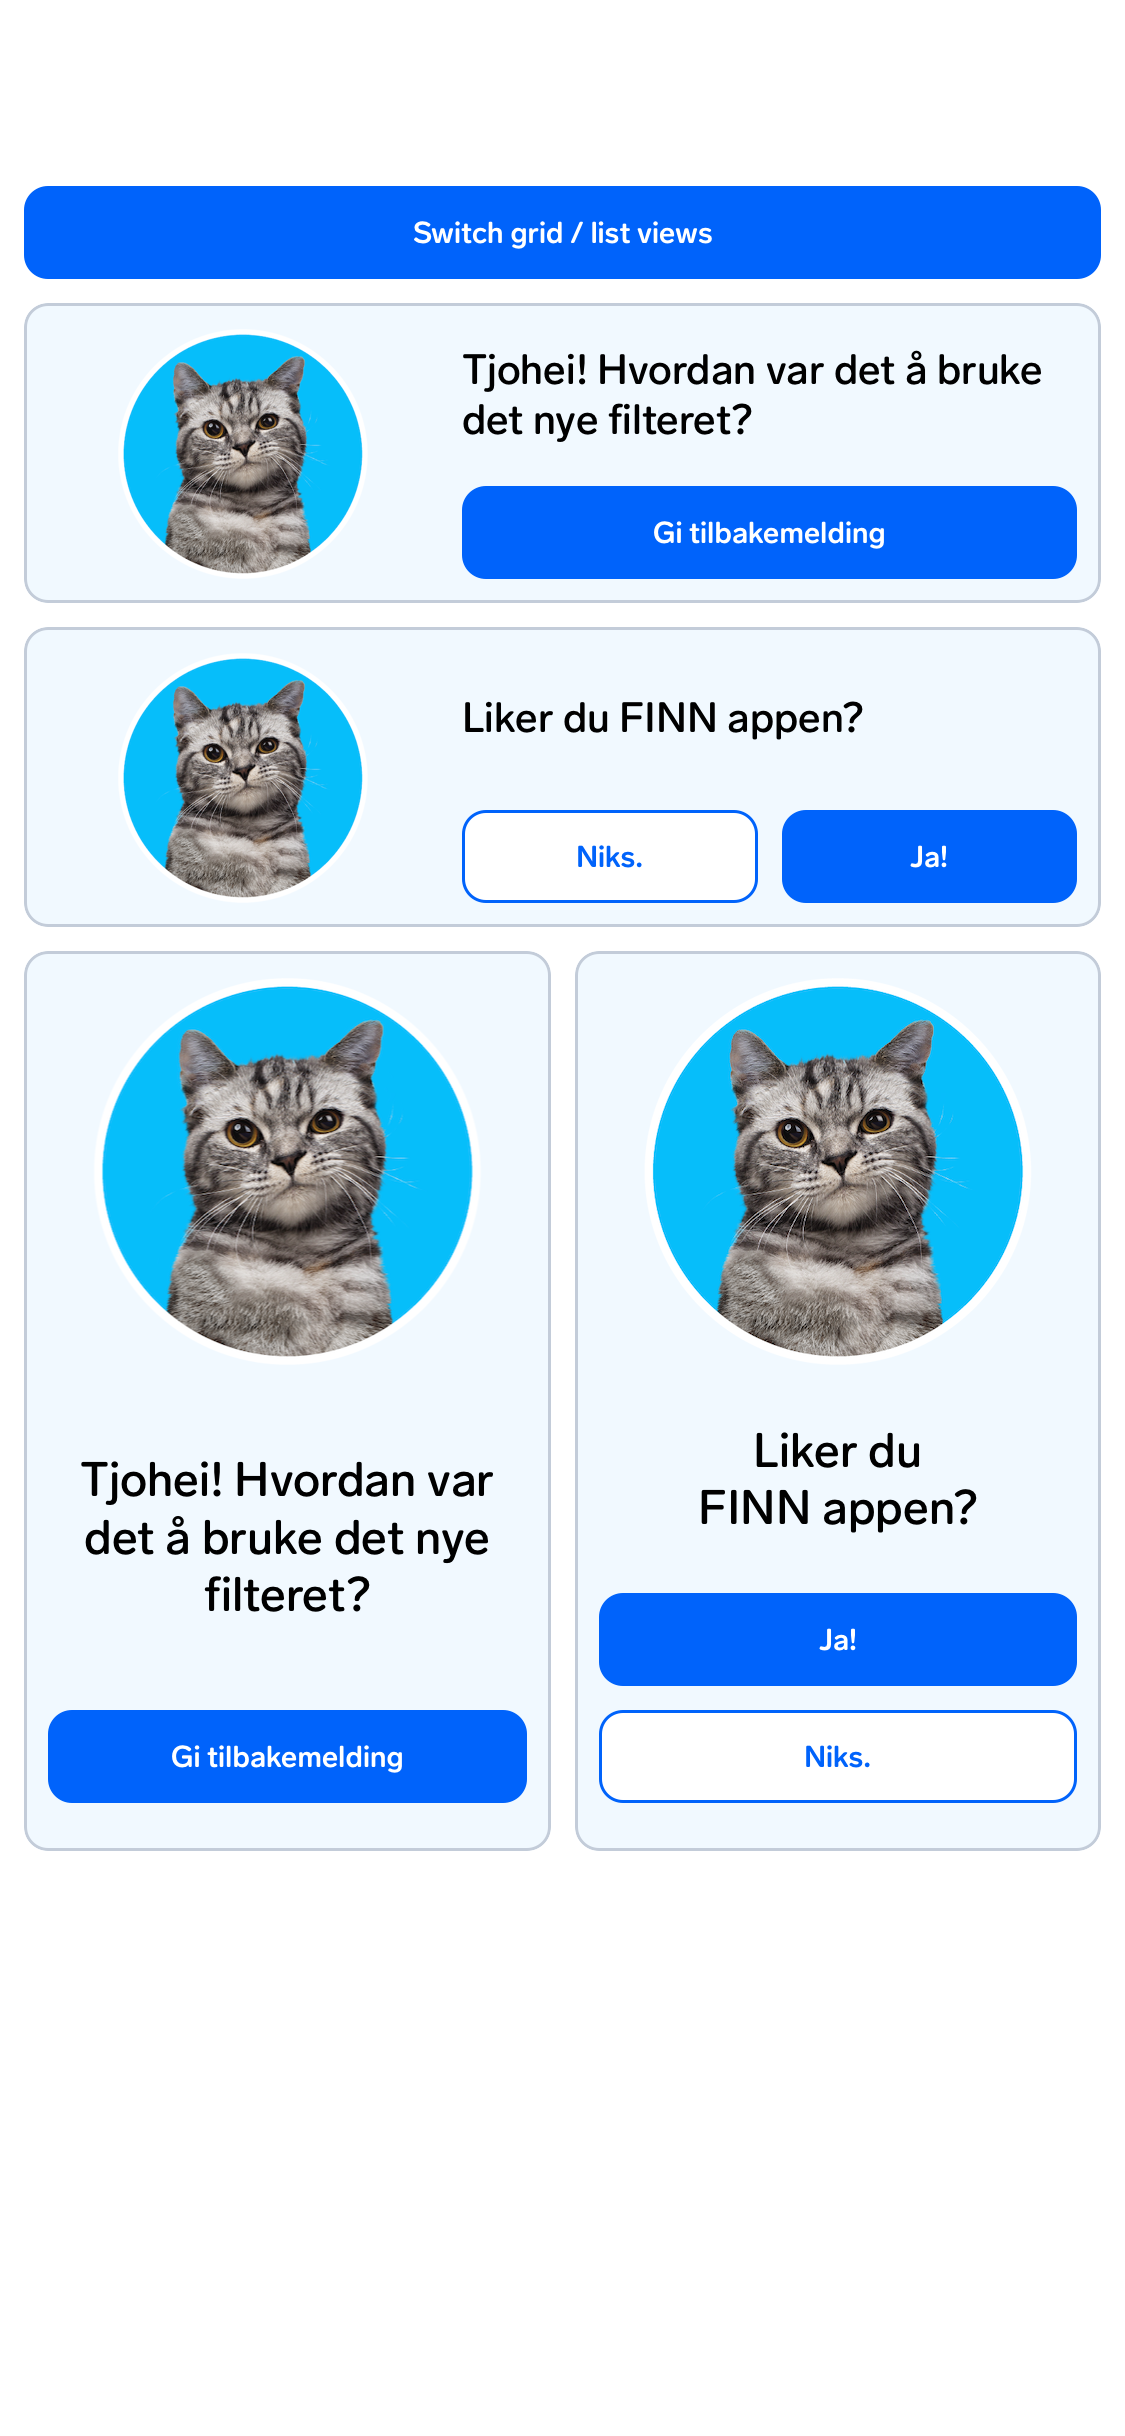 Switch grid / list views
Tjohei! Hvordan var det å bruke
det nye filteret?
Gi tilbakemelding
Liker du FINN appen?
Niks.
Ja!
Tjohei! Hvordan var
det å bruke det nye
filteret?
Gi tilbakemelding
Liker du
FINN appen?
Ja!
Niks.